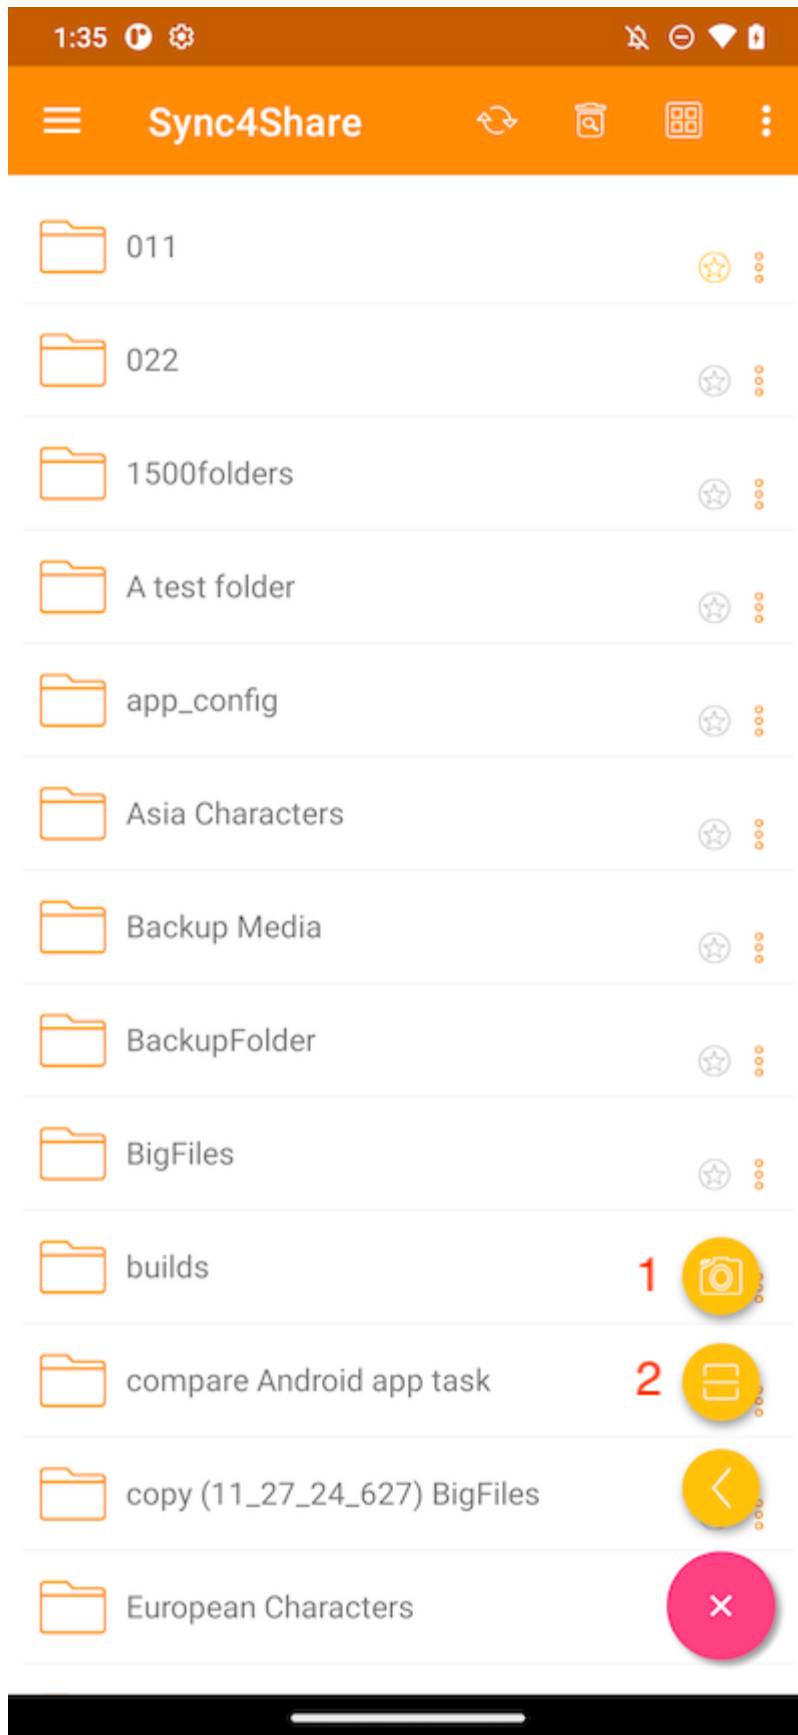 1:35
Sync4Share
011
022
1500folders
A test folder
app_config
Asia Characters
Backup Media
BackupFolder
BigFiles
builds
1
compare Android app task
2
copy (11_27_24_627) BigFiles
European Characters